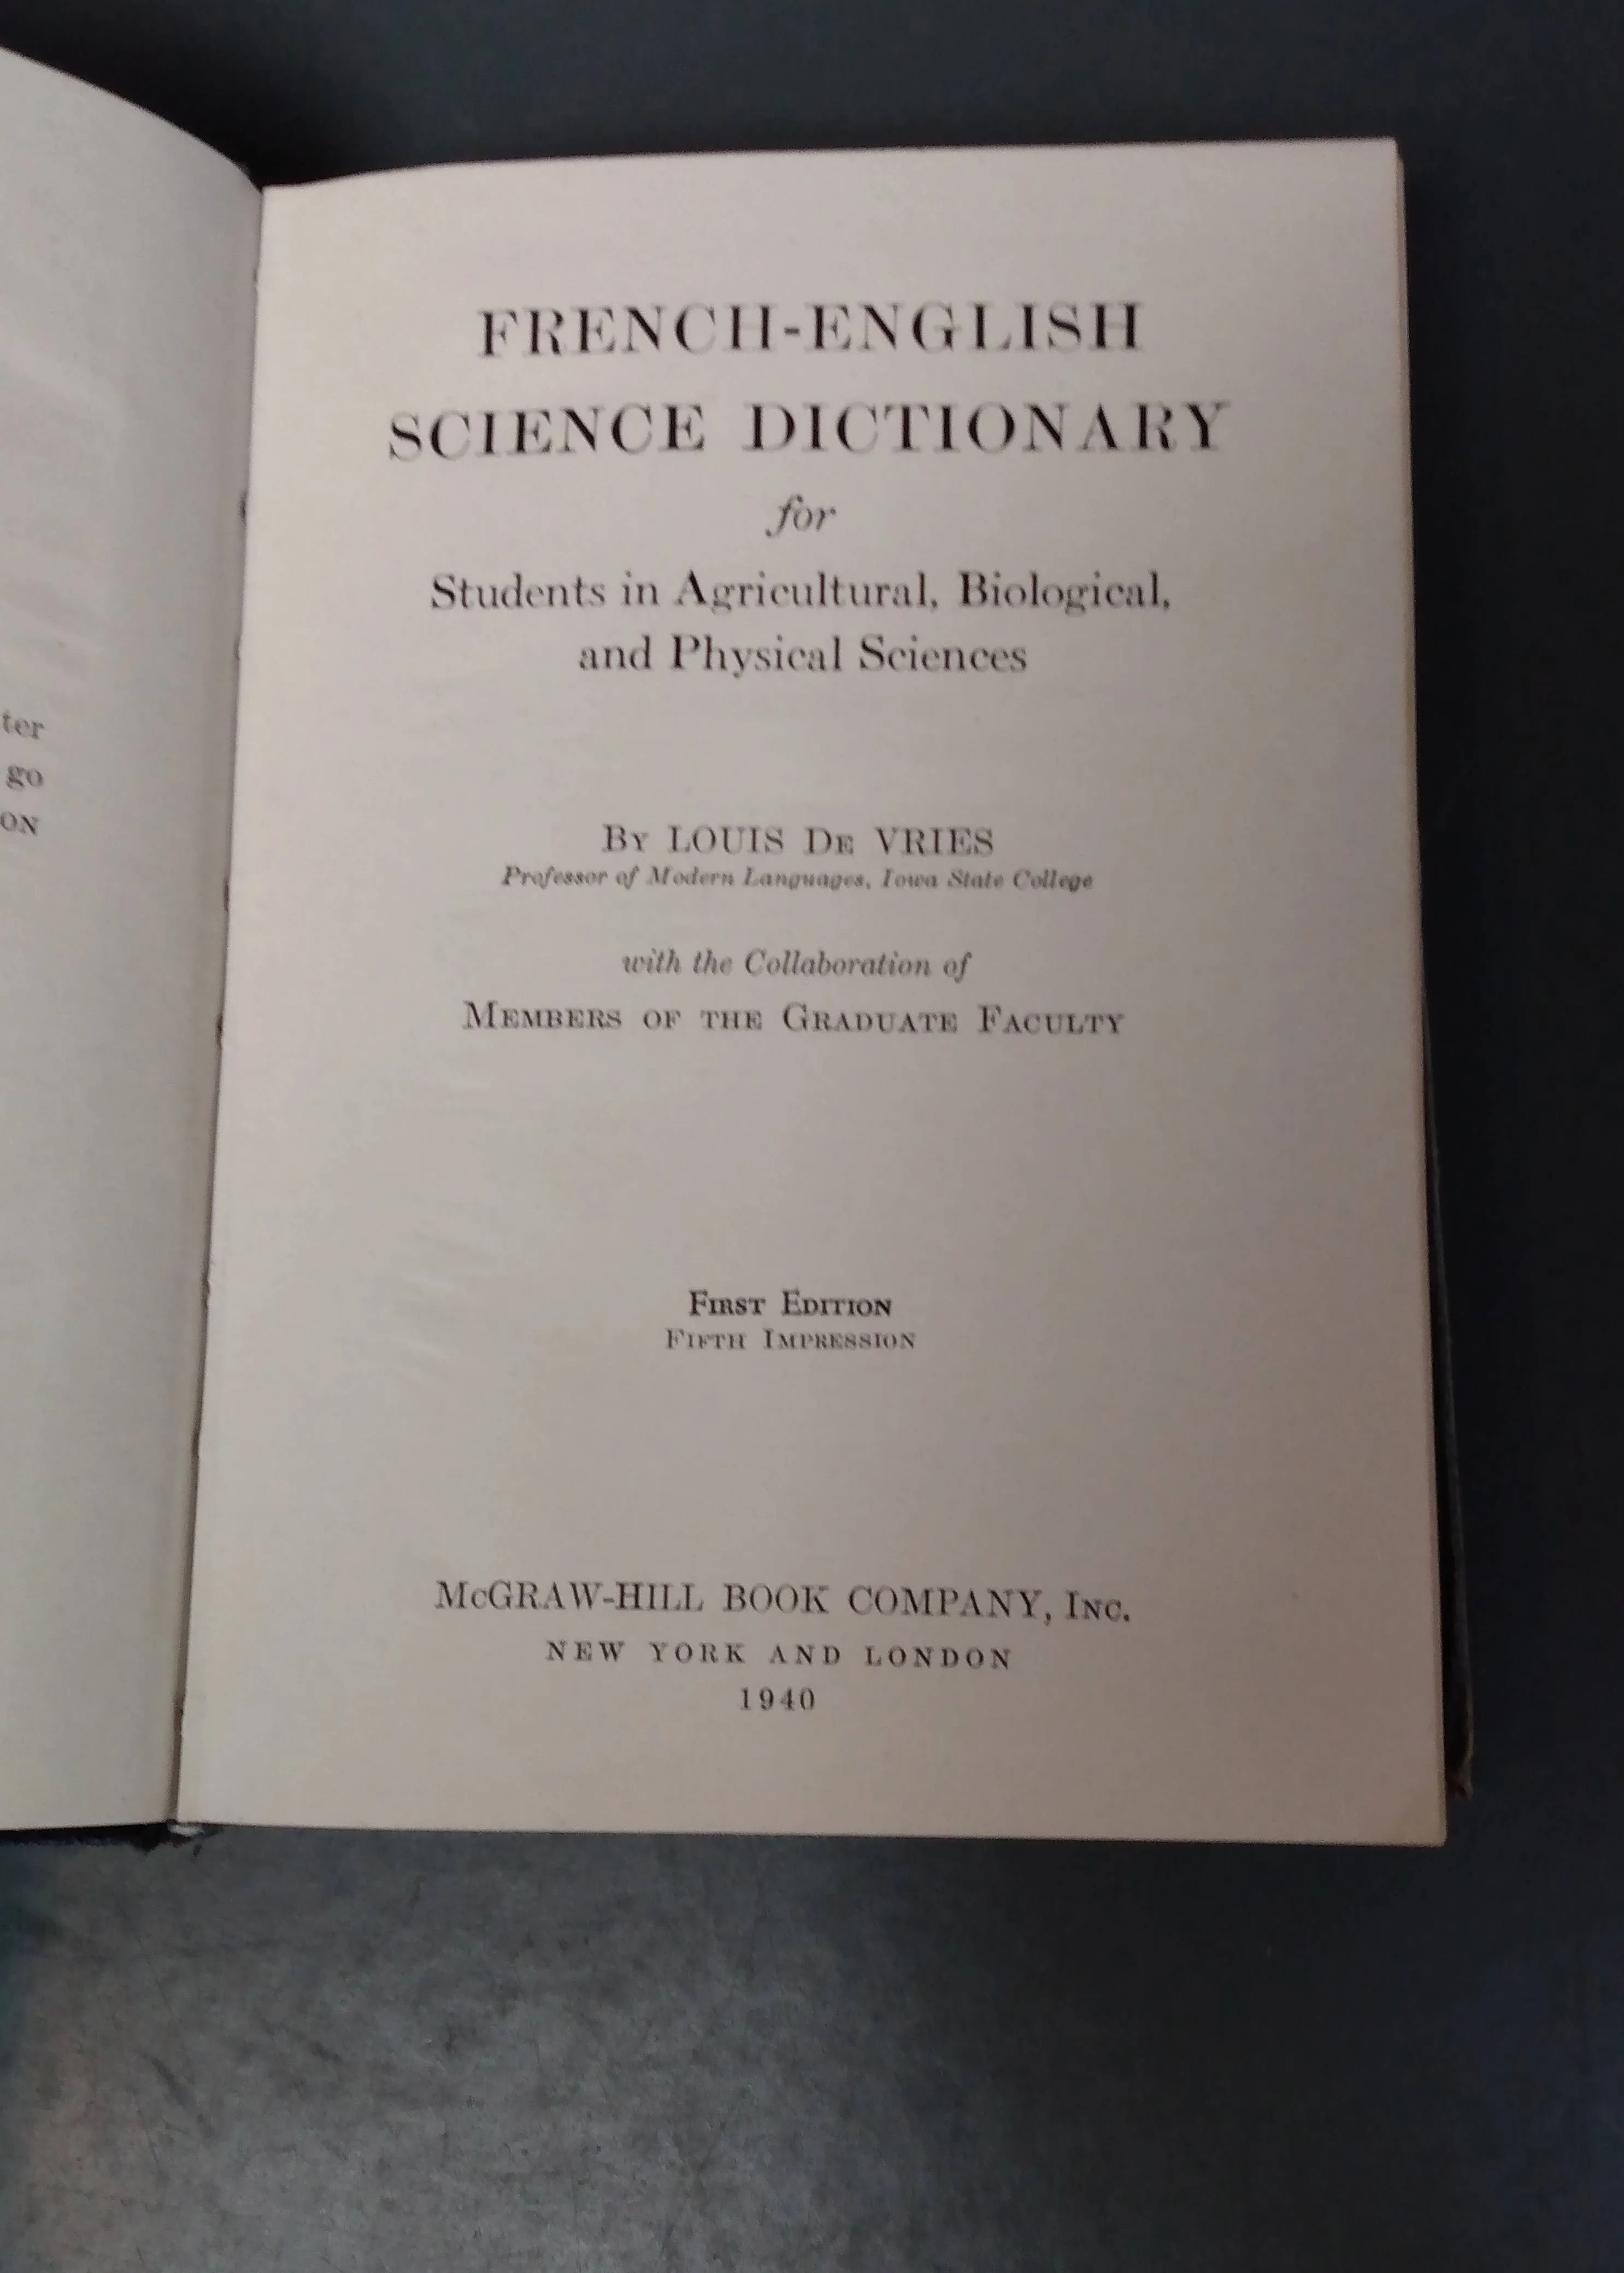 ter
go
ON
FRENCH-ENGLISH
SCIENCE DICTIONARY
for
Students in Agricultural, Biological,
and Physical Sciences
By LOUIS De VRIES
Professor of Modern Languages, Iowa State College
with the Collaboration of
Members of the Graduate Faculty
First Edition
Fifth Impression
McGRAW-HILL BOOK COMPANY, Inc.
NEW YORK AND LONDON
1940